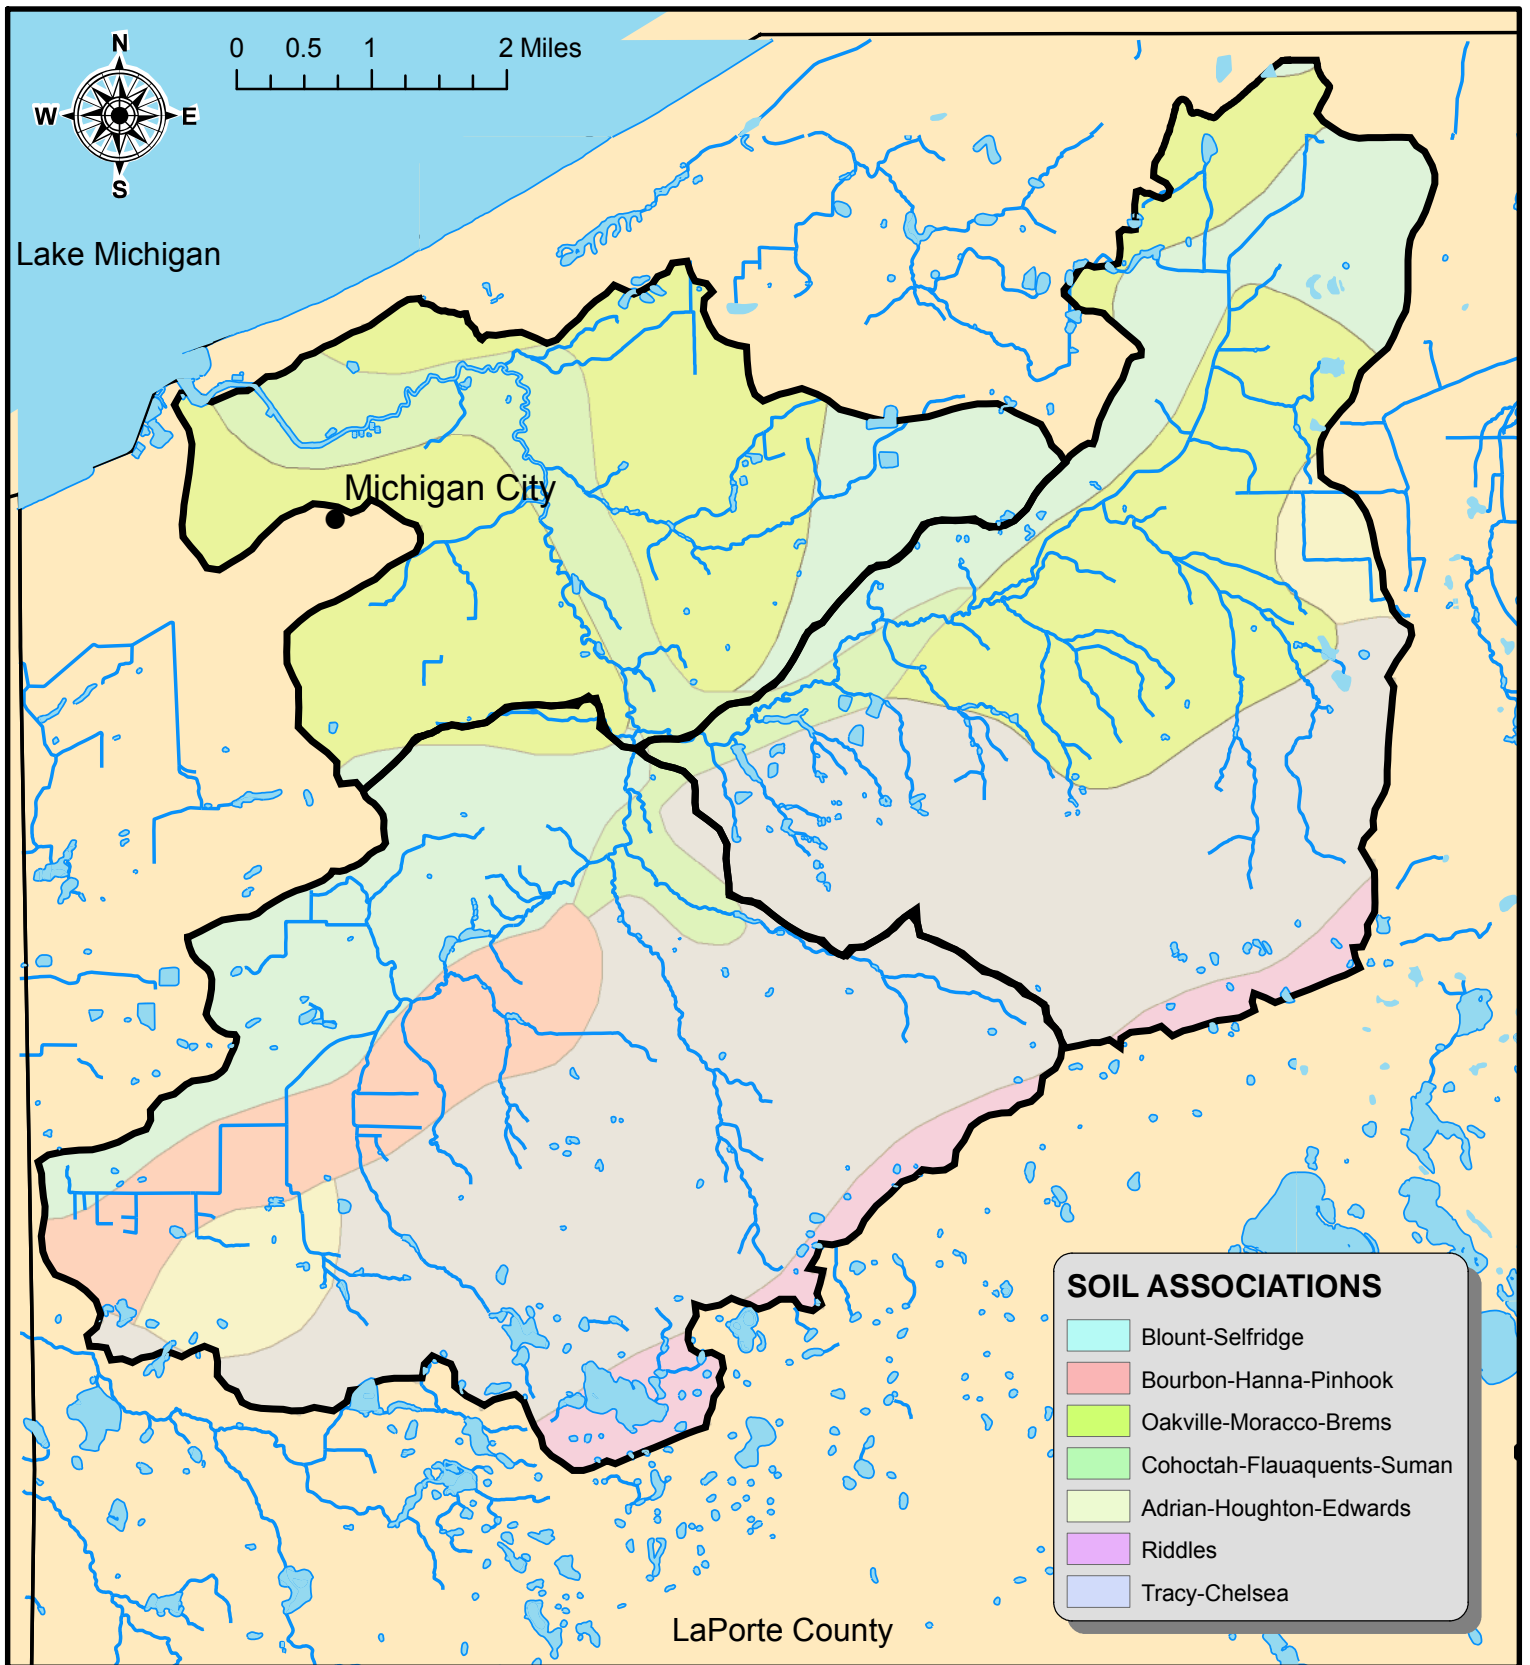 N
W E
S
0 0.5 1 2 Miles
Lake Michigan
Michigan City
SOIL ASSOCIATIONS
Blount-Selfridge
Bourbon-Hanna-Pinhook
Oakville-Moracco-Brems
Cohoctah-Flauaquents-Suman
Adrian-Houghton-Edwards
Riddles
Tracy-Chelsea
LaPorte County